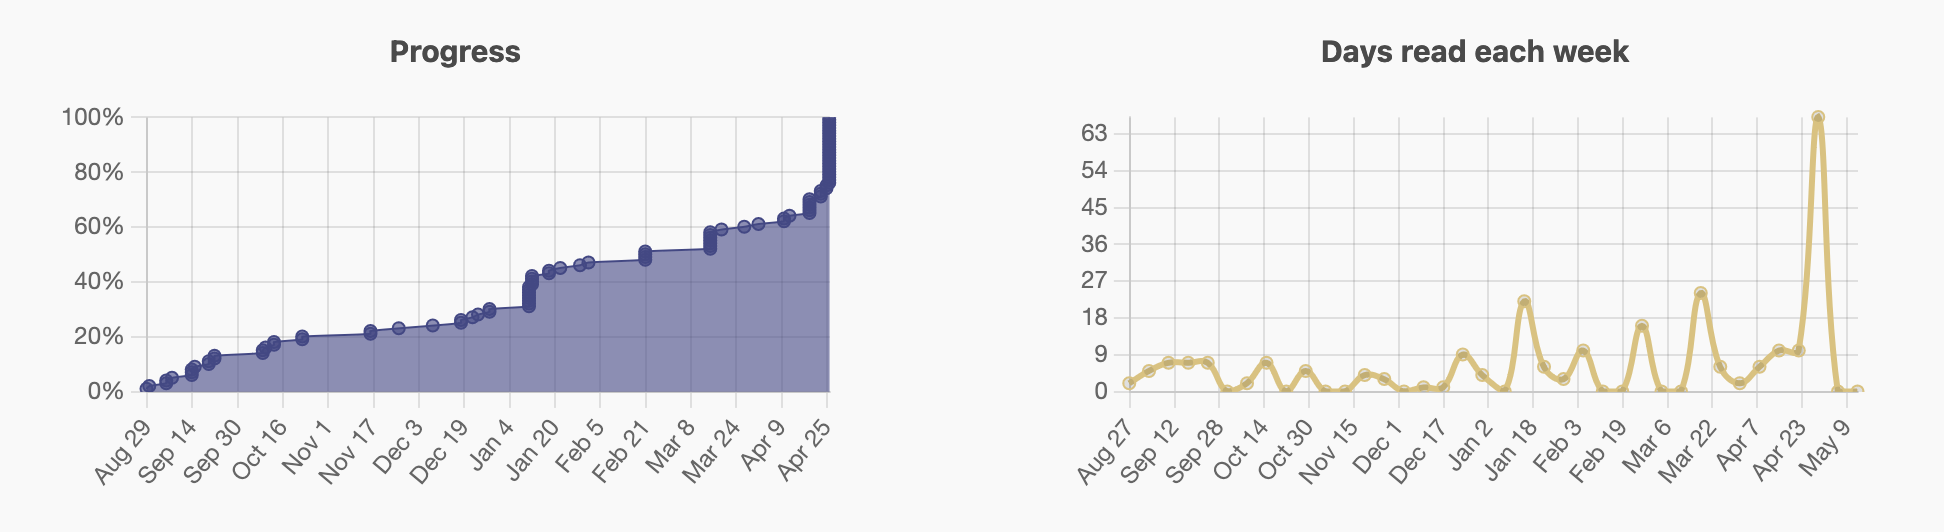 Progress
100%
80%
60%
40%
20%
0%
Aug 29
Sep 14
Sep 30
Oct 16
Nov 1
Nov 17
Dec 3
Dec 19
Jan 4
Jan 20
Feb 5
Feb 21
Mar 8
Mar 24
Apr 9
Apr 25
Days read each week
63
54
45
36
27
18
9
0
Aug 27
Sep 12
Sep 28
Oct 14
Oct 30
Nov 15
Dec 1
Dec 17
Jan 2
Jan 18
Feb 3
Feb 19
Mar 6
Mar 22
Apr 7
Apr 23
May 9